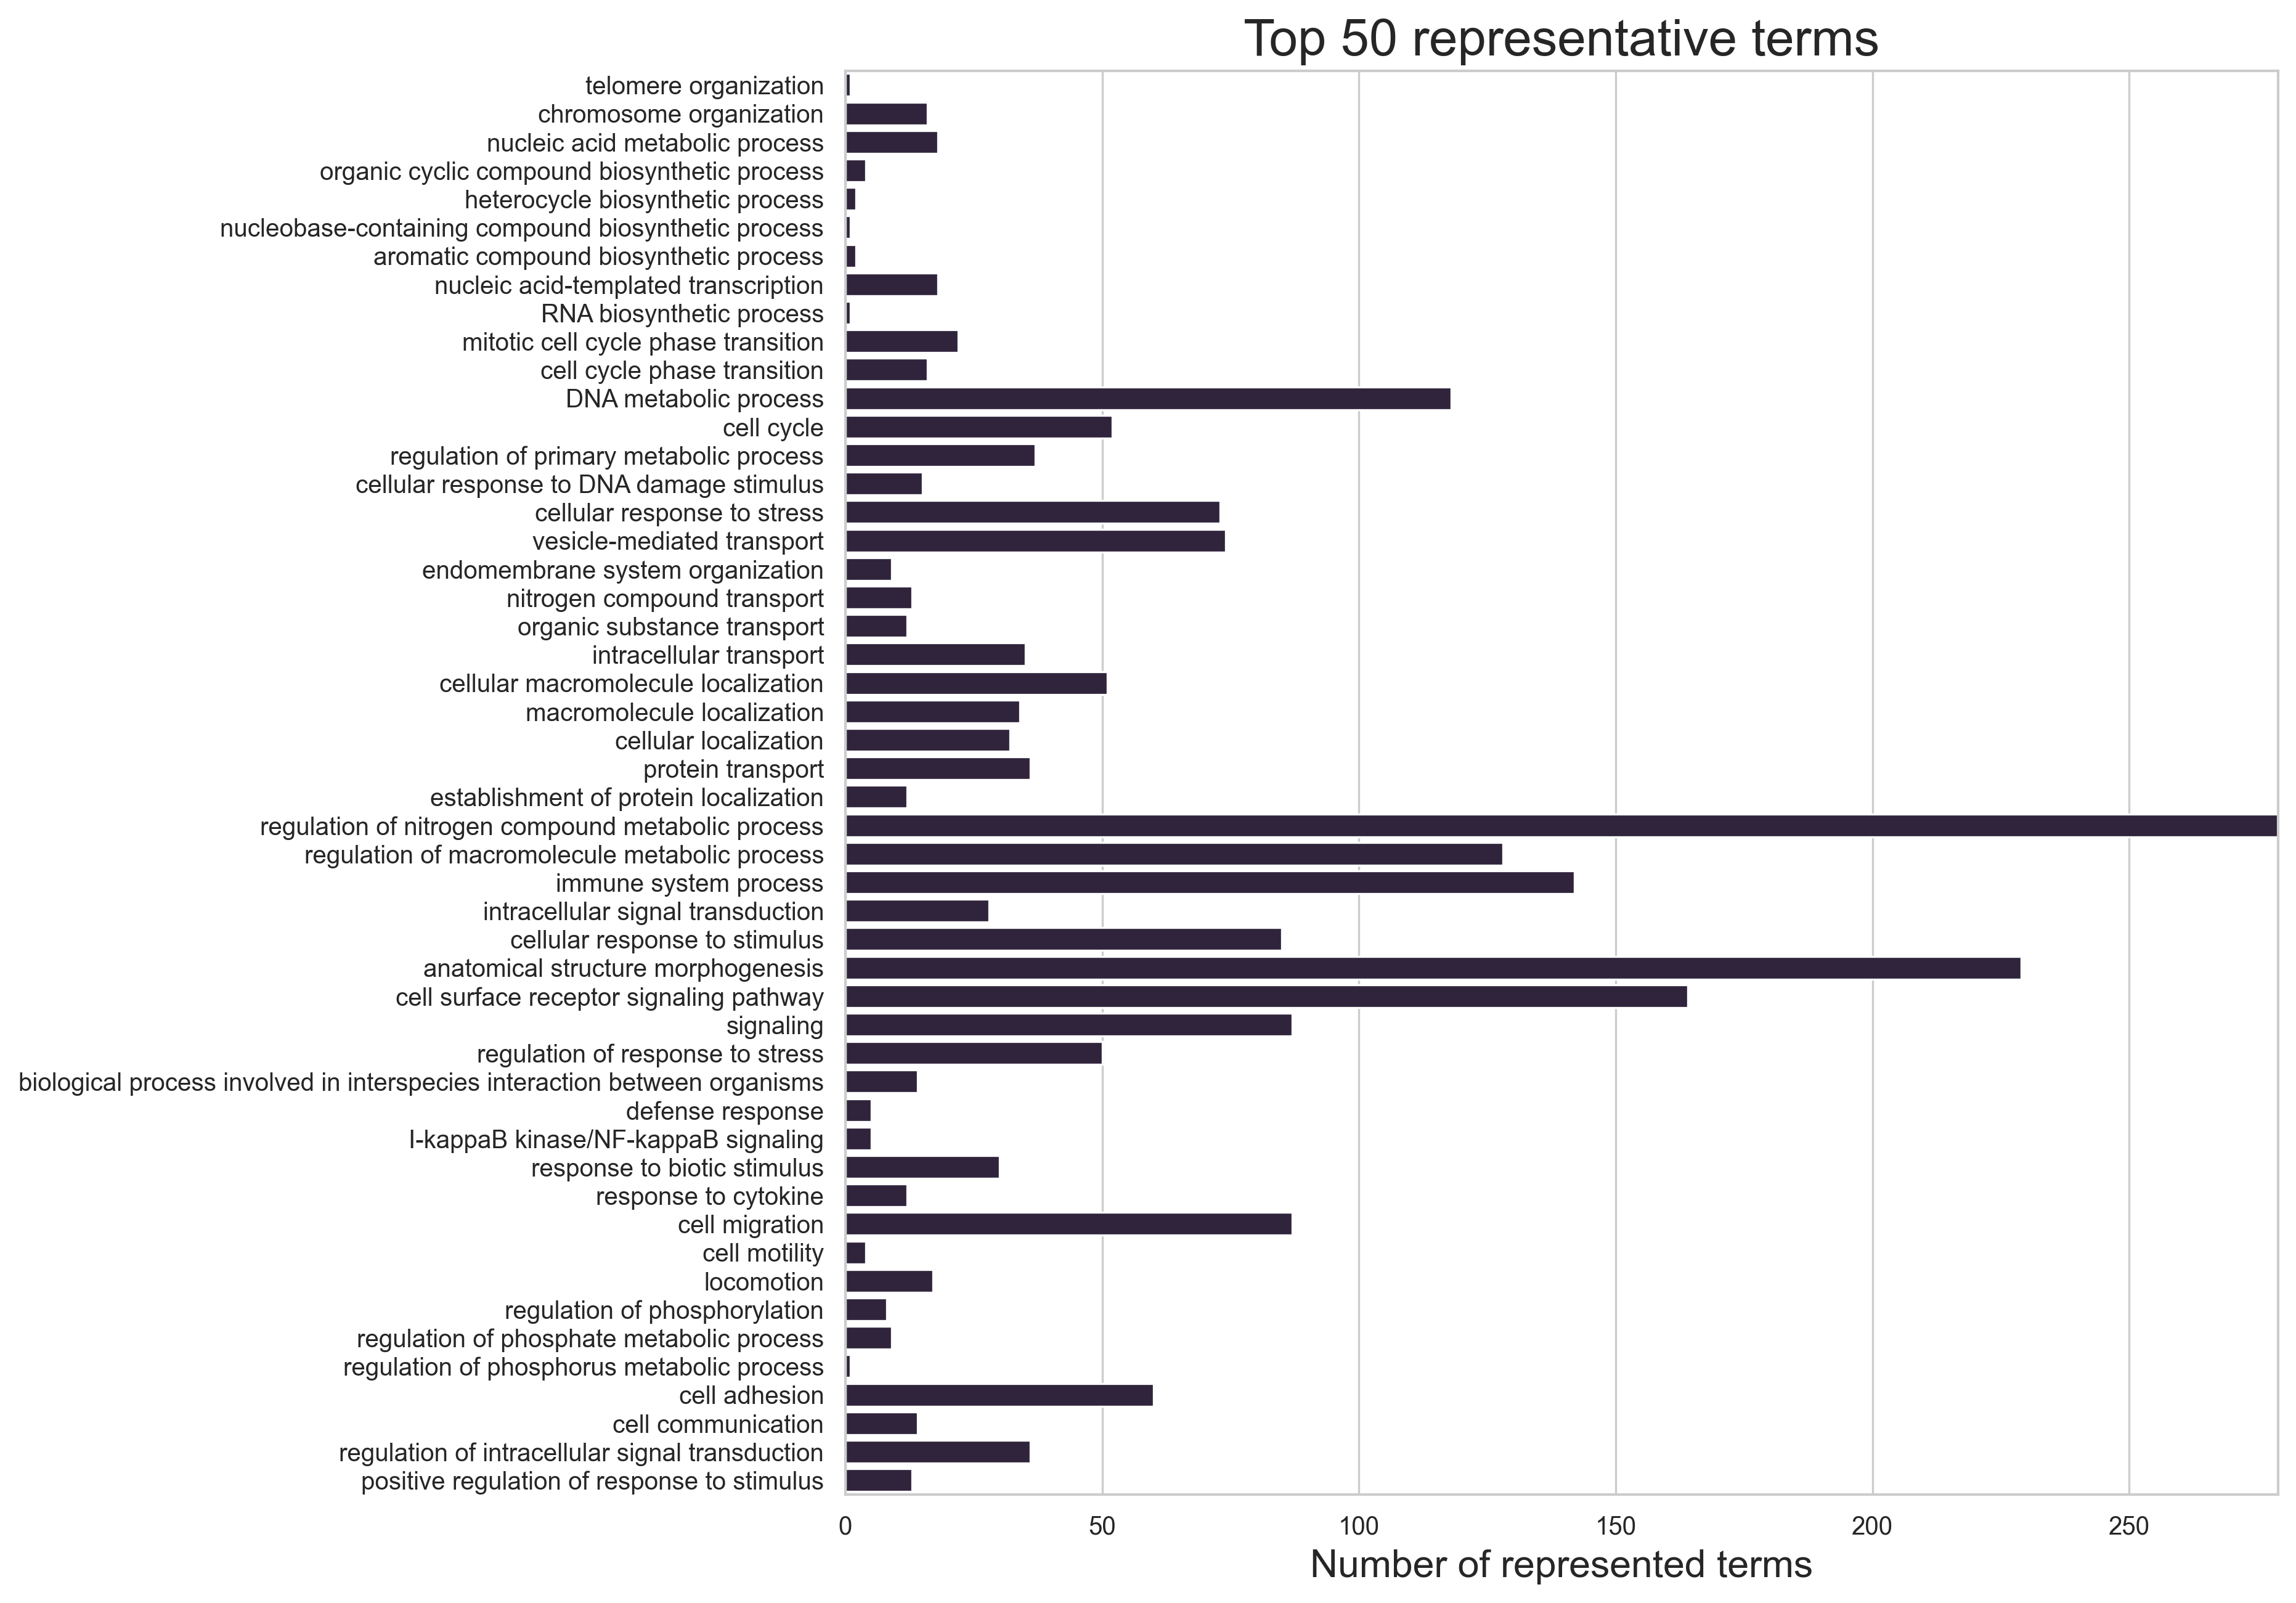 Top 50 representative terms
telomere organization
chromosome organization
nucleic acid metabolic process
organic cyclic compound biosynthetic process
heterocycle biosynthetic process
nucleobase-containing compound biosynthetic process
aromatic compound biosynthetic process
nucleic acid-templated transcription
RNA biosynthetic process
mitotic cell cycle phase transition
cell cycle phase transition
DNA metabolic process
cell cycle
regulation of primary metabolic process
cellular response to DNA damage stimulus
cellular response to stress
vesicle-mediated transport
endomembrane system organization
nitrogen compound transport
organic substance transport
intracellular transport
cellular macromolecule localization
macromolecule localization
cellular localization
protein transport
establishment of protein localization
regulation of nitrogen compound metabolic process
regulation of macromolecule metabolic process
immune system process
intracellular signal transduction
cellular response to stimulus
anatomical structure morphogenesis
cell surface receptor signaling pathway
signaling
regulation of response to stress
biological process involved in interspecies interaction between organisms
defense response
I-kappaB kinase/NF-kappaB signaling
response to biotic stimulus
response to cytokine
cell migration
cell motility
locomotion
regulation of phosphorylation
regulation of phosphate metabolic process
regulation of phosphorus metabolic process
cell adhesion
cell communication
regulation of intracellular signal transduction
positive regulation of response to stimulus
0 50 100 150 200 250
Number of represented terms